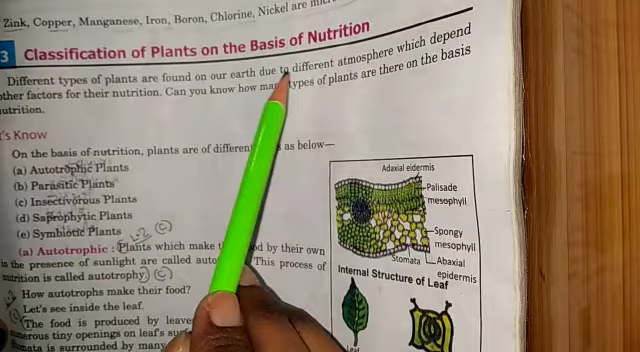 Zinc, Copper, Manganese, Iron, Boron, Chlorine, Nickel are
3 Classification of Plants on the Basis of Nutrition
Different types of plants are found on our earth due to different atmosphere which depend
other factors for their nutrition. Can you know how many types of plants are there on the basis
nutrition.
t's Know
On the basis of nutrition, plants are of different as below—
(a) Autotrophic Plants
(b) Parasitic Plants
(c) Insectivorous Plants
(d) Saprophytic Plants
(e) Symbiotic Plants
L-2 (C)
(a) Autotrophic : Plants which make by their own
in the presence of sunlight are called This process of
nutrition is called autotrophy. (C)
How autotrophs make their food?
Let's see inside the leaf.
The food is produced by
numerous tiny openings on leaf's
is surrounded by many
Adaxial eidermis
Palisade
mesophyll
Spongy
mesophyll
Stomata
Abaxial
epidermis
Internal Structure of Leaf
Leaf